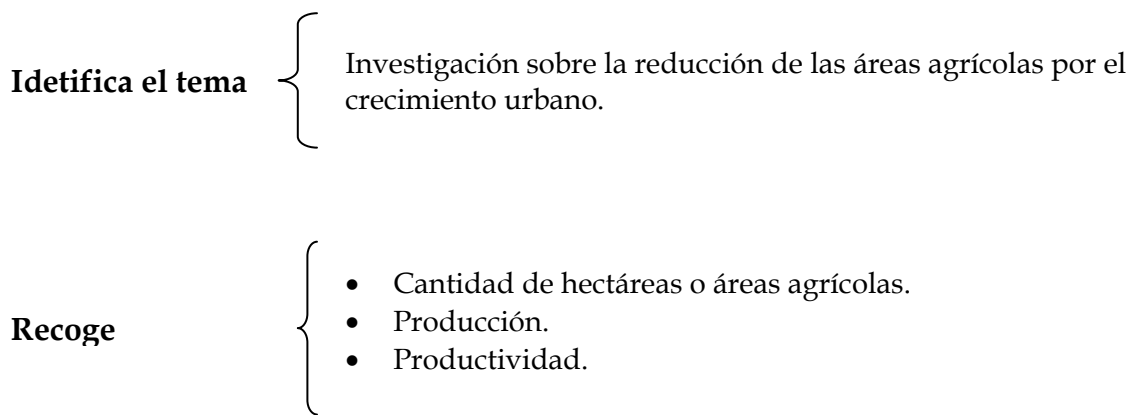 Idetifica el tema
Investigación sobre la reducción de las áreas agrícolas por el
crecimiento urbano.
Recoge
• Cantidad de hectáreas o áreas agrícolas.
• Producción.
• Productividad.